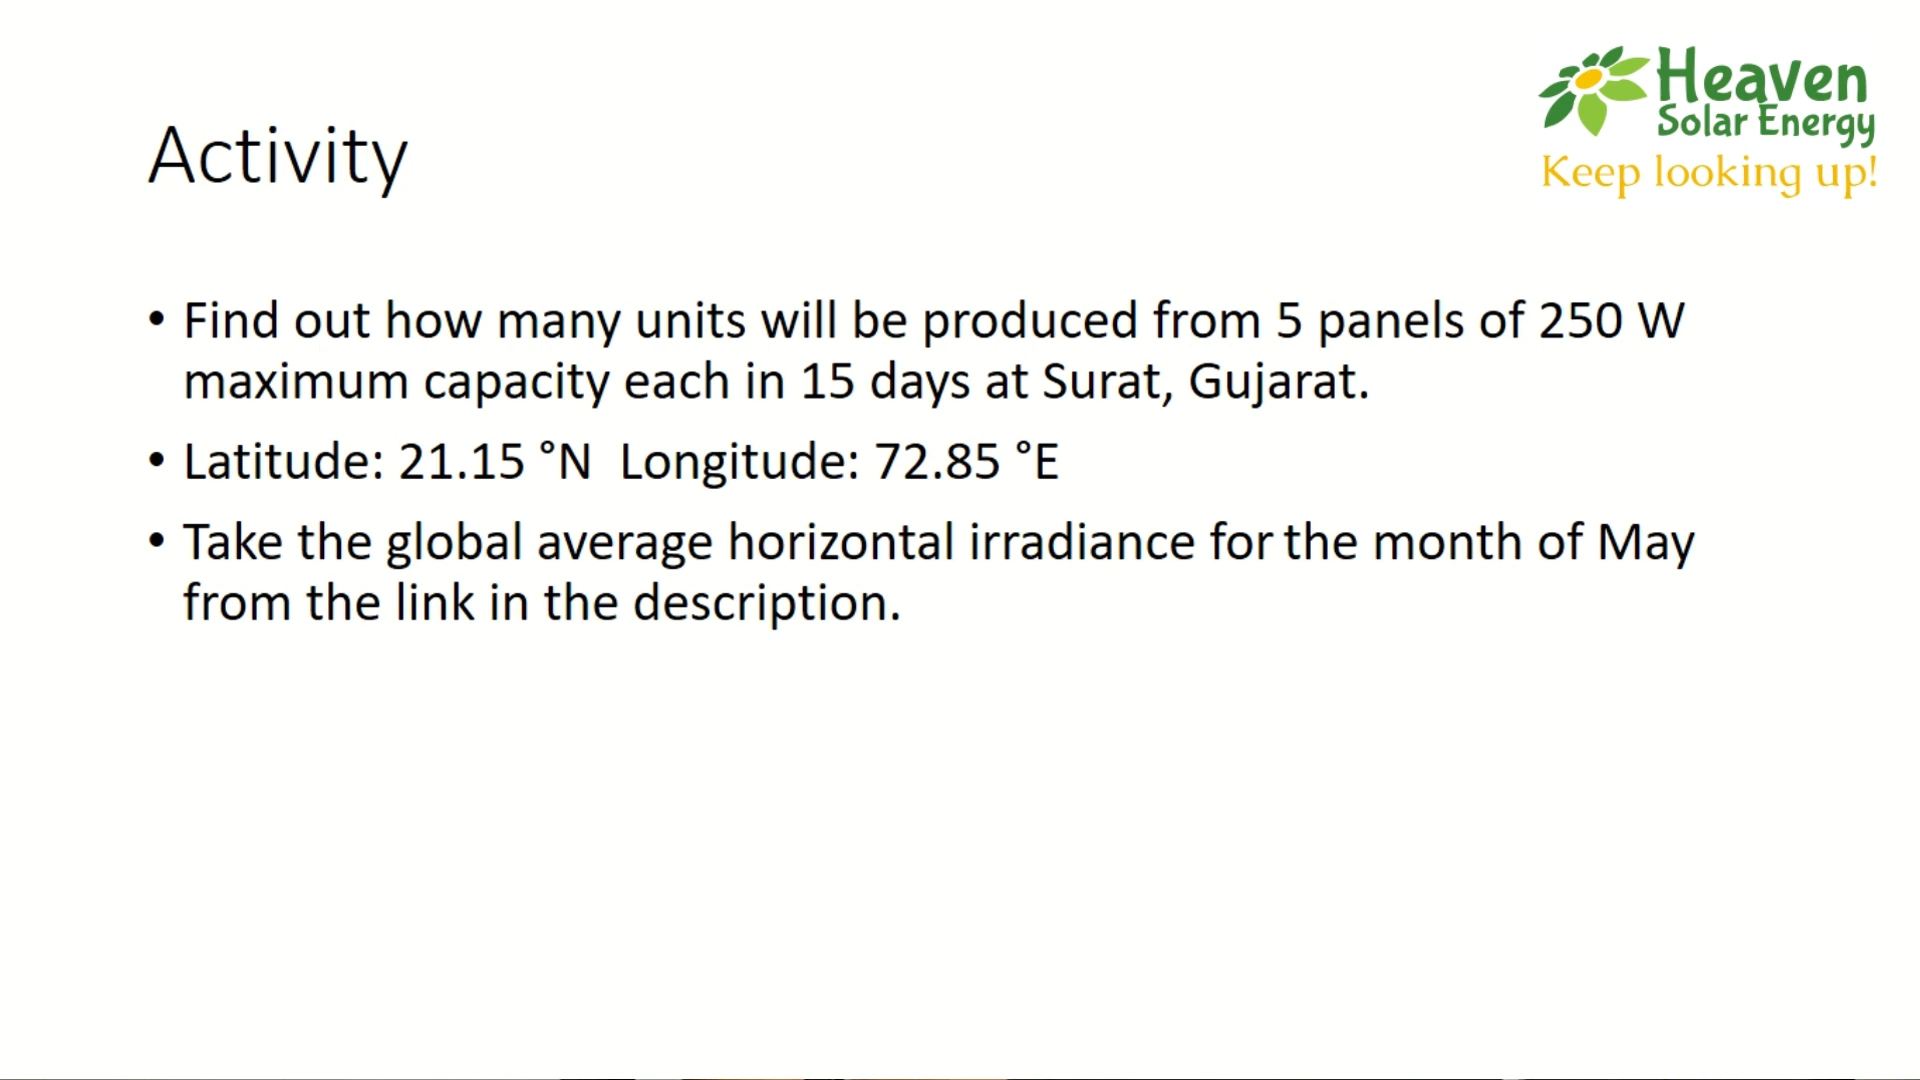 Heaven
Solar Energy
Keep looking up!
Activity
• Find out how many units will be produced from 5 panels of 250 W
maximum capacity each in 15 days at Surat, Gujarat.
• Latitude: 21.15 °N  Longitude: 72.85 °E
• Take the global average horizontal irradiance for the month of May
from the link in the description.